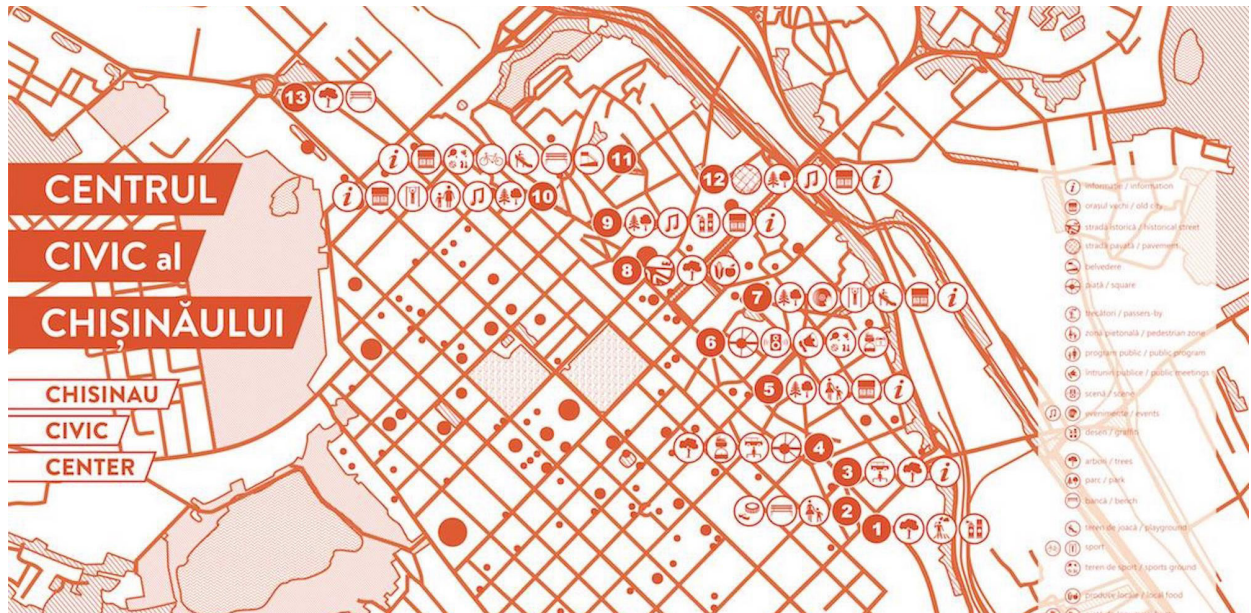 CENTRUL
CIVIC al
CHIȘINĂULUI
CHISINAU
CIVIC
CENTER
13
i 11
i 10
12 i
9 i
8
7 i
6
5 i
4
3 i
2
1
i informație / information
orașul vechi / old city
strada istorică / historical street
strada pavată / pavement
belvedere
piață / square
trecători / passers-by
zonă pietonală / pedestrian zone
program public / public program
întruniri publice / public meetings
scenă / scene
evenimente / events
desen / graffiti
arbori / trees
parc / park
bancă / bench
teren de joacă / playground
sport
teren de sport / sports ground
produse locale / local food